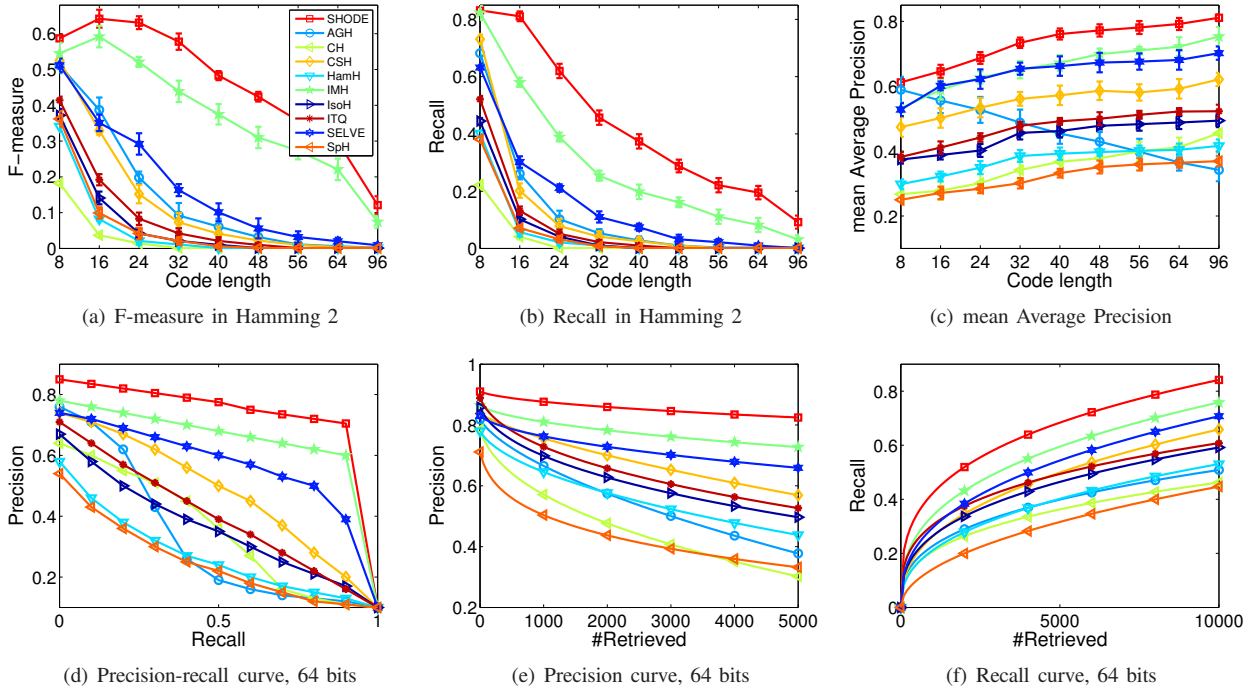 F−measure
0.6
0.5
0.4
0.3
0.2
0.1
0
8 16 24 32 40 48 56 64 96
Code length
SHODE
AGH
CH
CSH
HamH
IMH
IsoH
ITQ
SELVE
SpH
(a) F-measure in Hamming 2
Recall
0.8
0.6
0.4
0.2
0
8 16 24 32 40 48 56 64 96
Code length
(b) Recall in Hamming 2
mean Average Precision
0.8
0.6
0.4
0.2
8 16 24 32 40 48 56 64 96
Code length
(c) mean Average Precision
Precision
0.8
0.6
0.4
0.2
0 0.5 1
Recall
(d) Precision-recall curve, 64 bits
Precision
1
0.8
0.6
0.4
0.2
0 1000 2000 3000 4000 5000
#Retrieved
(e) Precision curve, 64 bits
Recall
0.8
0.6
0.4
0.2
0
0 5000 10000
#Retrieved
(f) Recall curve, 64 bits